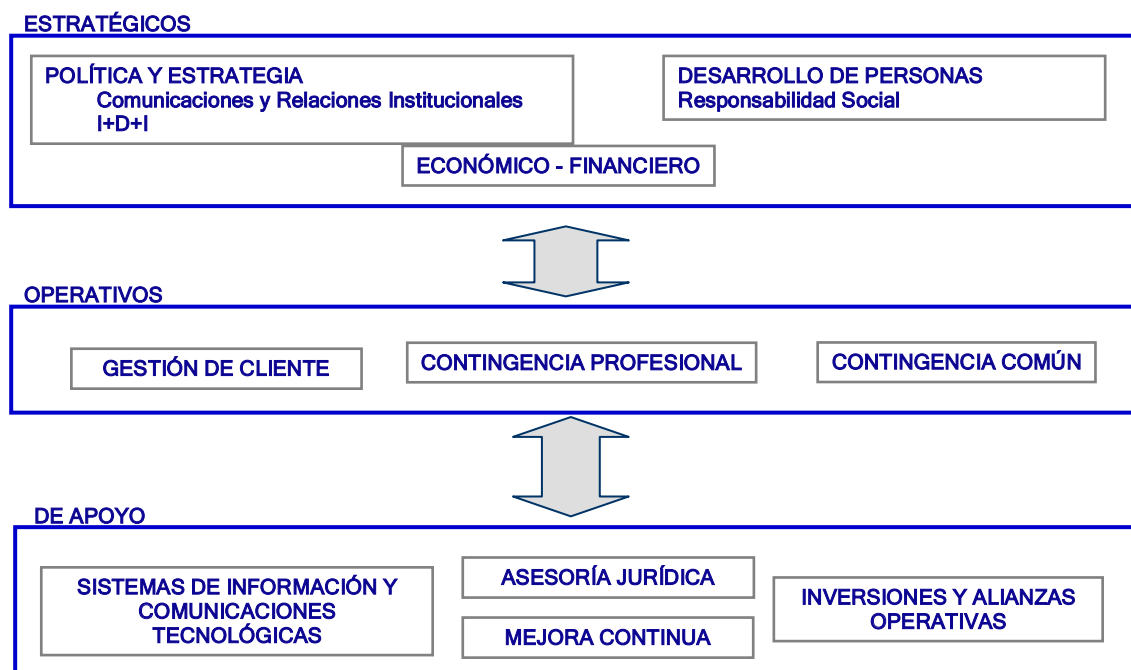 ESTRATÉGICOS
POLÍTICA Y ESTRATEGIA
Comunicaciones y Relaciones Institucionales
I+D+I
DESARROLLO DE PERSONAS
Responsabilidad Social
ECONÓMICO - FINANCIERO
OPERATIVOS
GESTIÓN DE CLIENTE
CONTINGENCIA PROFESIONAL
CONTINGENCIA COMÚN
DE APOYO
SISTEMAS DE INFORMACIÓN Y
COMUNICACIONES
TECNOLÓGICAS
ASESORÍA JURÍDICA
MEJORA CONTINUA
INVERSIONES Y ALIANZAS
OPERATIVAS